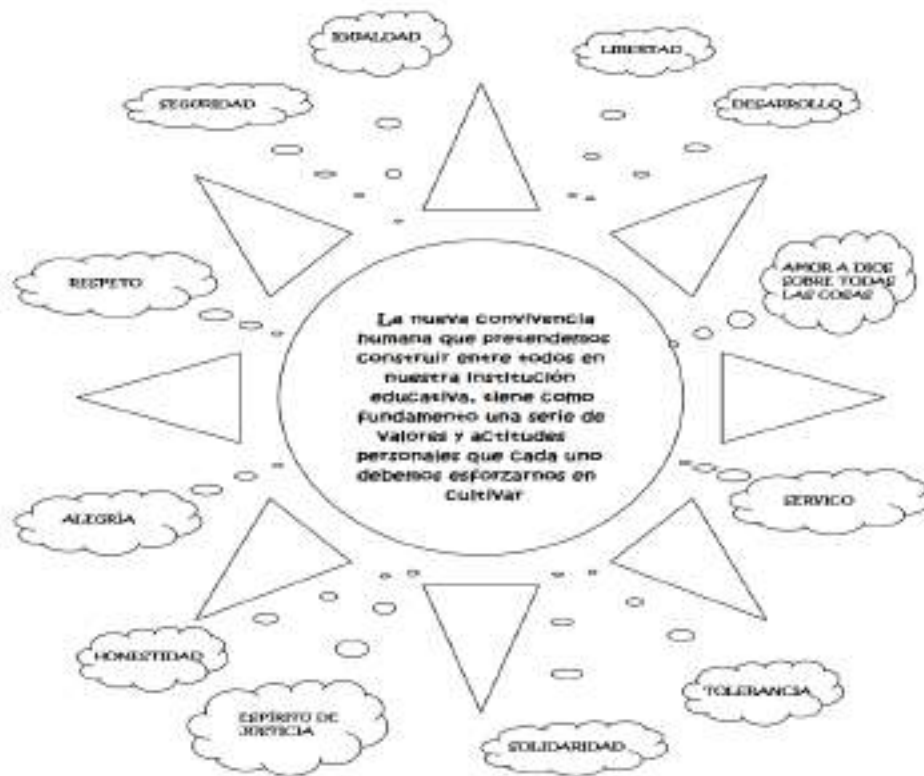 IGUALDAD
LIBERTAD
SEGURIDAD
DESARROLLO
RESPETO
AMOR A DIOS
SOBRE TODAS
LAS COSAS
La nueva convivencia
humana que pretendemos
construir entre todos en
nuestra institución
educativa, tiene como
fundamento una serie de
valores y actitudes
personales que cada uno
debemos esforzarnos en
cultivar
ALEGRÍA
SERVICO
HONESTIDAD
ESPÍRITO DE
JUSTICIA
SOLIDARIDAD
TOLERANCIA